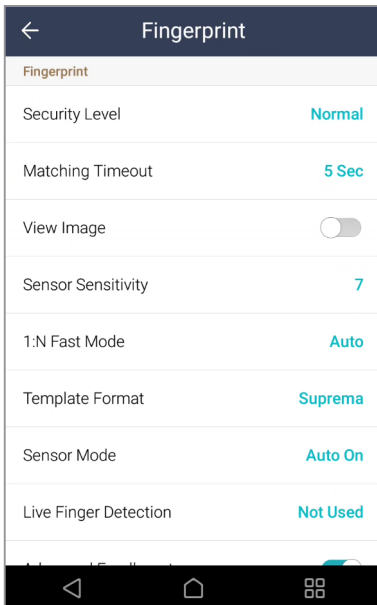 Fingerprint
Fingerprint
Security Level Normal
Matching Timeout 5 Sec
View Image
Sensor Sensitivity 7
1:N Fast Mode Auto
Template Format Suprema
Sensor Mode Auto On
Live Finger Detection Not Used